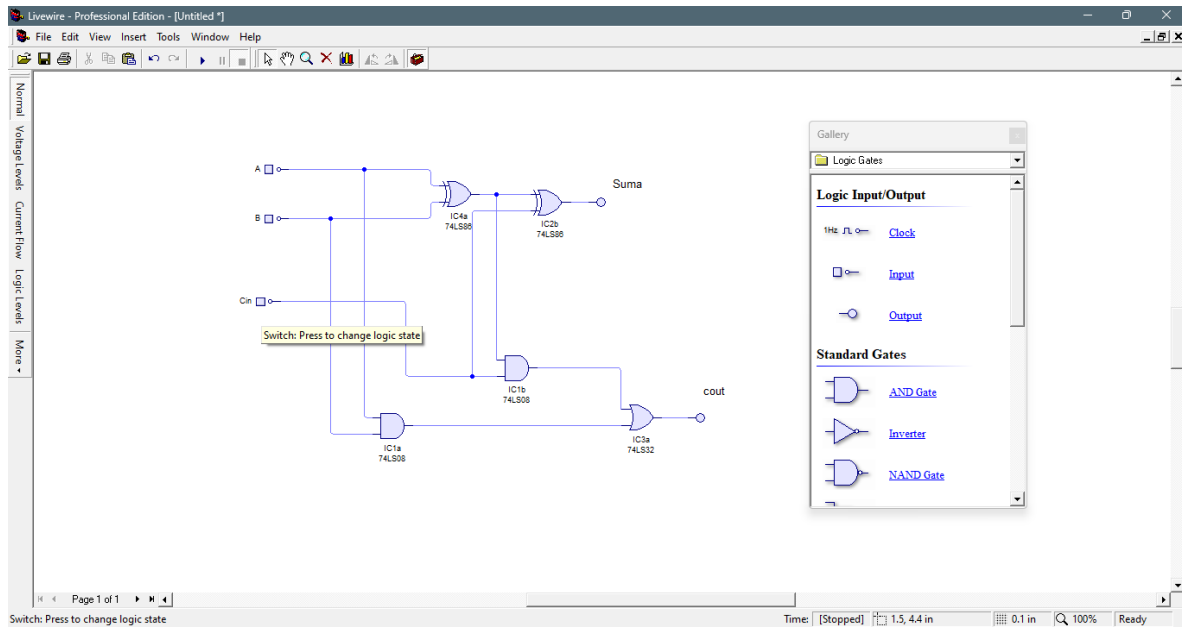 Livewire - Professional Edition - [Untitled *]
File Edit View Insert Tools Window Help
Normal
Voltage Levels
Current Flow
Logic Levels
More
A
B
Cin
Switch: Press to change logic state
IC4a
74LS86
IC2b
74LS86
Suma
IC1b
74LS08
IC1a
74LS08
IC3a
74LS32
cout
Gallery
Logic Gates
Logic Input/Output
1Hz Clock
Input
Output
Standard Gates
AND Gate
Inverter
NAND Gate
Page 1 of 1
Switch: Press to change logic state
Time: [Stopped] 1.5, 4.4 in 0.1 in 100% Ready